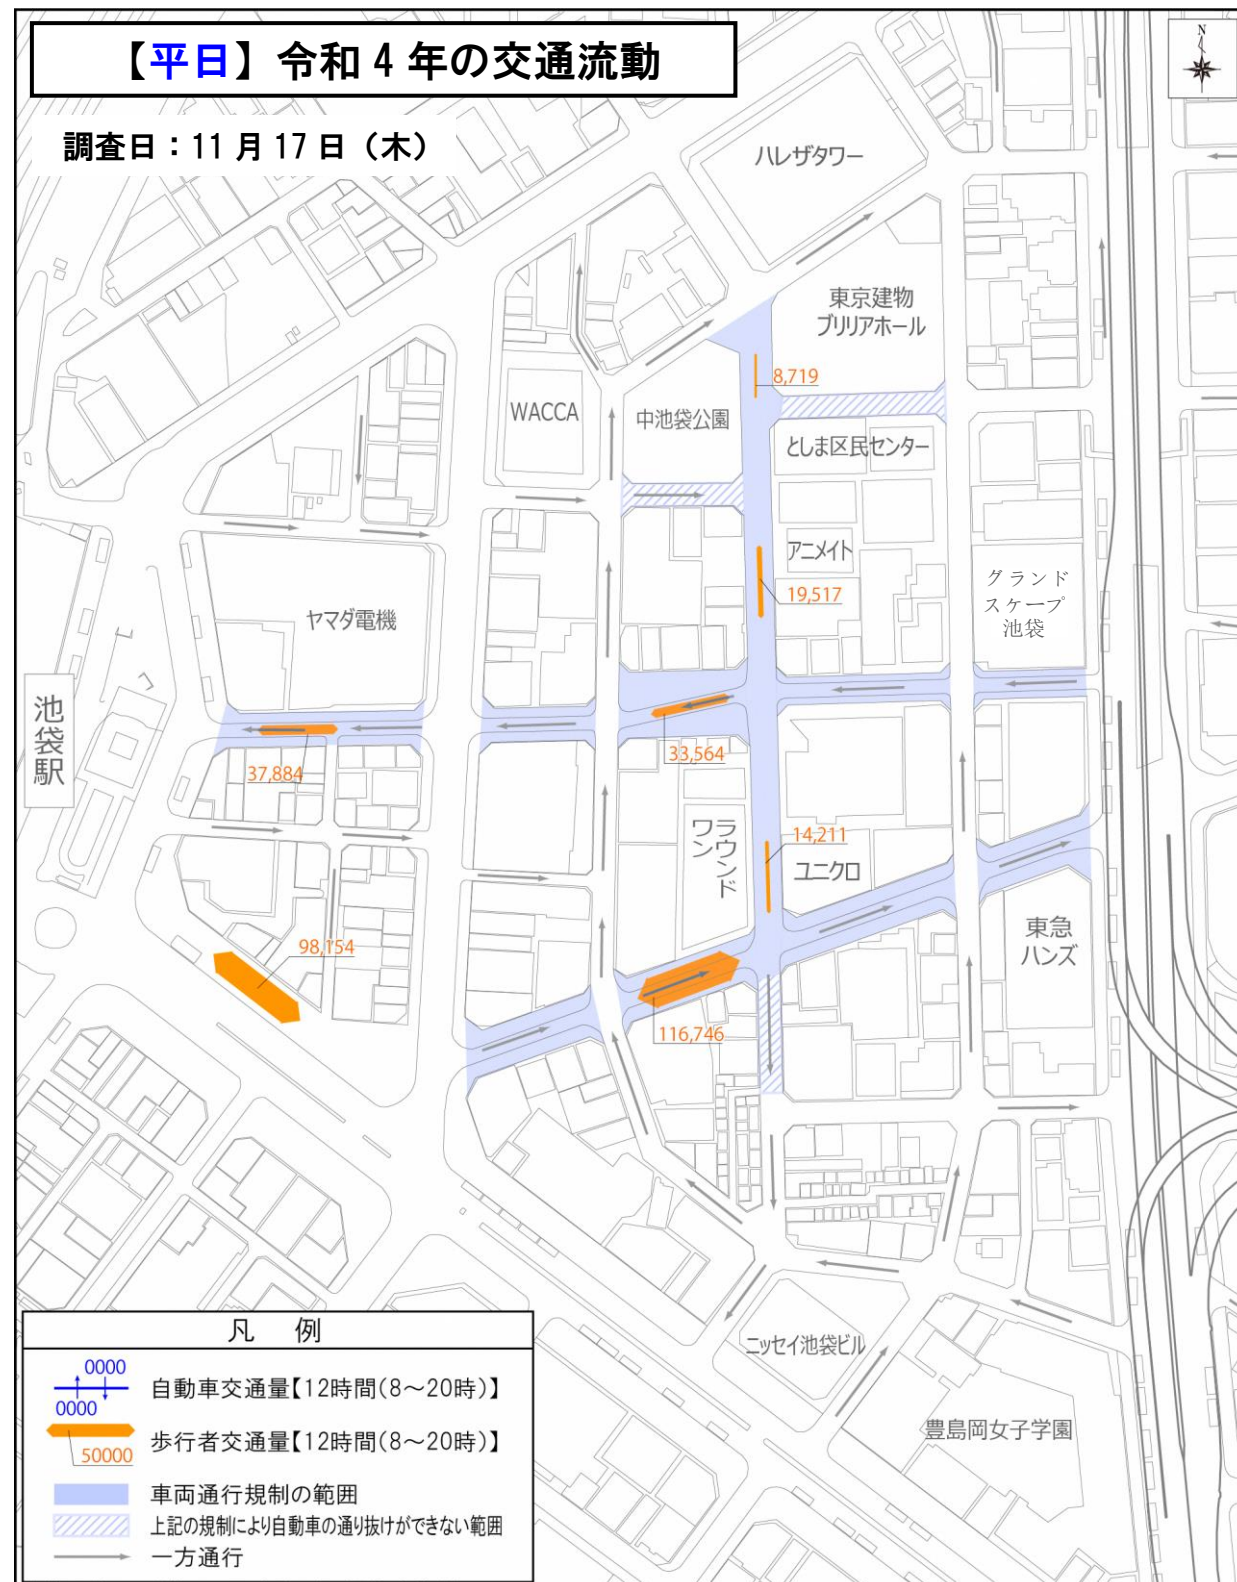 【平日】令和４年の交通流動
調査日：11月17日（木）
N
ハレザタワー
東京建物
ブリリアホール
8,719
WACCA
中池袋公園
としま区民センター
アニメイト
19,517
グランド
スケープ
池袋
ヤマダ電機
池袋駅
37,884
33,564
ラウンド
ワン
14,211
ユニクロ
98,154
東急
ハンズ
116,746
ニッセイ池袋ビル
豊島岡女子学園
凡　例
0000
0000
自動車交通量【12時間(8～20時)】
50000
歩行者交通量【12時間(8～20時)】
車両通行規制の範囲
上記の規制により自動車の通り抜けができない範囲
一方通行